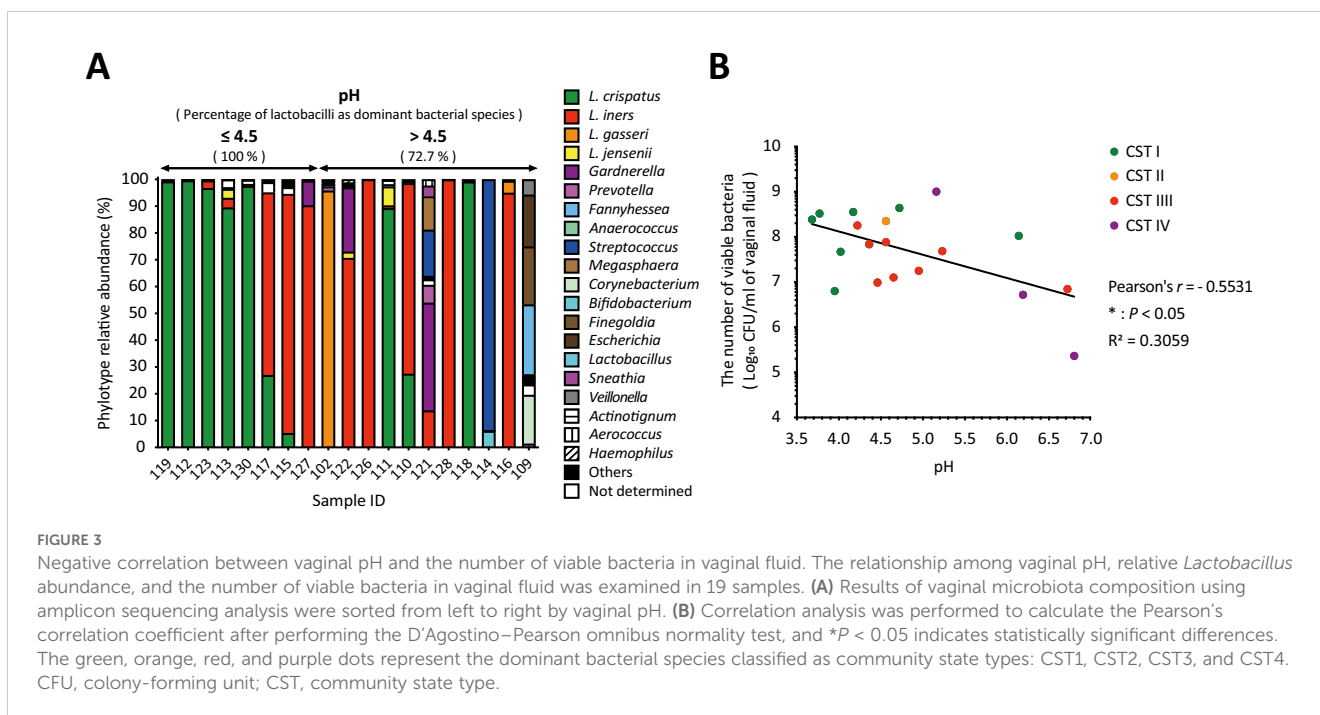 A
pH
( Percentage of lactobacilli as dominant bacterial species )
≤ 4.5
> 4.5
( 100 % )
( 72.7 % )
Phylotype relative abundance (%)
100
90
80
70
60
50
40
30
20
10
0
119 112 123 113 130 117 115 127 102 122 126 111 110 121 128 118 114 116 109
Sample ID
L. crispatus
L. iners
L. gasseri
L. jensenii
Gardnerella
Prevotella
Fannyhessea
Anaerococcus
Streptococcus
Megasphaera
Corynebacterium
Bifidobacterium
Finegoldia
Escherichia
Lactobacillus
Sneathia
Veillonella
Actinotignum
Aerococcus
Haemophilus
Others
Not determined
B
The number of viable bacteria
( Log₁₀ CFU/ml of vaginal fluid )
10
9
8
7
6
5
4
3.5 4.0 4.5 5.0 5.5 6.0 6.5 7.0
pH
CST I
CST II
CST IIII
CST IV
Pearson's r = - 0.5531
* : P < 0.05
R² = 0.3059
FIGURE 3
Negative correlation between vaginal pH and the number of viable bacteria in vaginal fluid. The relationship among vaginal pH, relative Lactobacillus
abundance, and the number of viable bacteria in vaginal fluid was examined in 19 samples. (A) Results of vaginal microbiota composition using
amplicon sequencing analysis were sorted from left to right by vaginal pH. (B) Correlation analysis was performed to calculate the Pearson's
correlation coefficient after performing the D'Agostino–Pearson omnibus normality test, and *P < 0.05 indicates statistically significant differences.
The green, orange, red, and purple dots represent the dominant bacterial species classified as community state types: CST1, CST2, CST3, and CST4.
CFU, colony-forming unit; CST, community state type.